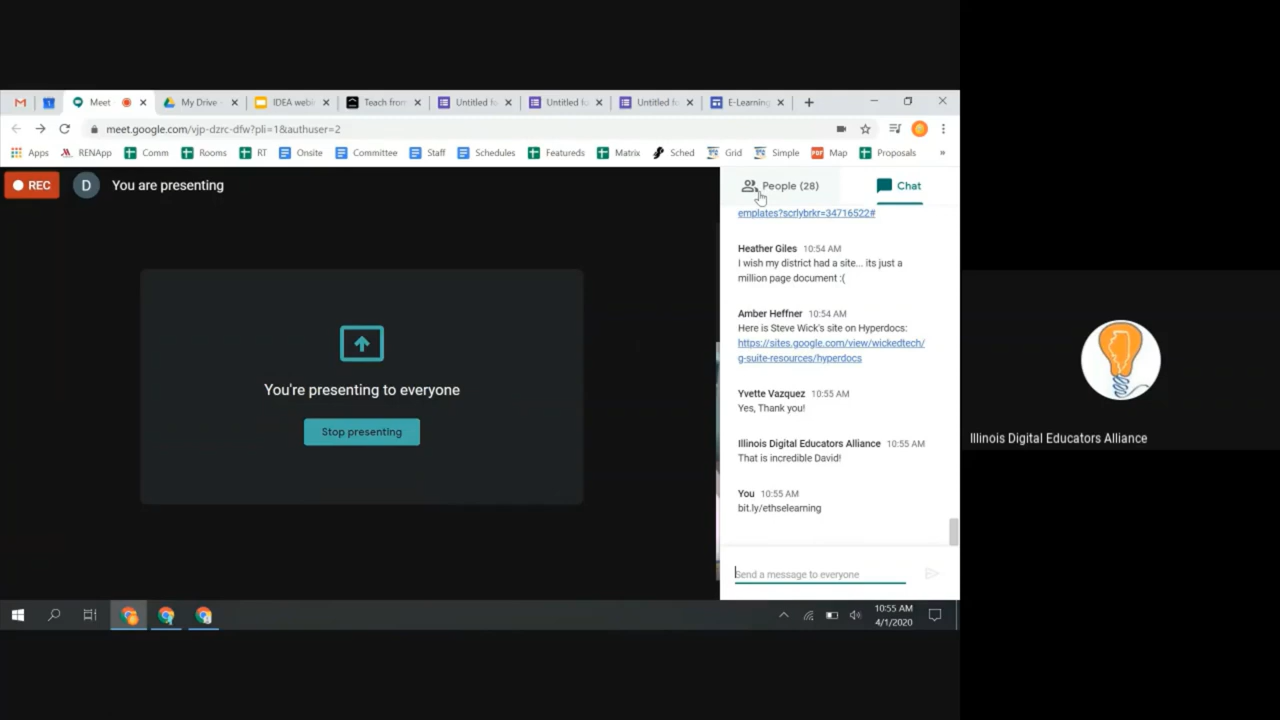 Meet
My Drive -
IDEA webi
Teach from
Untitled fo
Untitled fo
Untitled fo
E-Learning
meet.google.com/vjp-dzrc-dfw?pli=1&authuser=2
Apps
RENApp
Comm
Rooms
RT
Onsite
Committee
Staff
Schedules
Featureds
Matrix
Sched
Grid
Simple
PDF
Map
Proposals
»
REC
D
You are presenting
People (28)
Chat
emplates?scrlybrkr=34716522#
Heather Giles 10:54 AM
I wish my district had a site... its just a
million page document :(
Amber Heffner 10:54 AM
Here is Steve Wick's site on Hyperdocs:
https://sites.google.com/view/wickedtech/
g-suite-resources/hyperdocs
Yvette Vazquez 10:55 AM
Yes, Thank you!
Illinois Digital Educators Alliance 10:55 AM
That is incredible David!
You 10:55 AM
bit.ly/ethselearning
Send a message to everyone
You're presenting to everyone
Stop presenting
Illinois Digital Educators Alliance
10:55 AM
4/1/2020